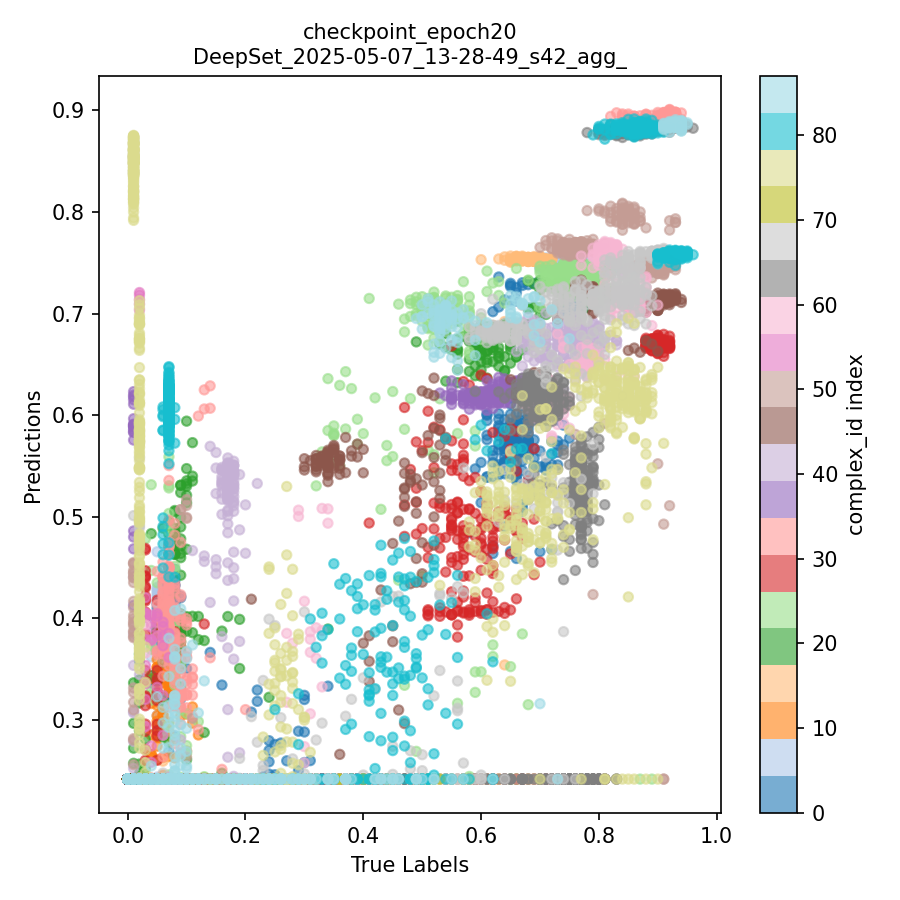 checkpoint_epoch20
DeepSet_2025-05-07_13-28-49_s42_agg_
0.9
0.8
0.7
0.6
0.5
0.4
0.3
Predictions
0.0 0.2 0.4 0.6 0.8 1.0
True Labels
80
70
60
50
40
30
20
10
0
complex_id index